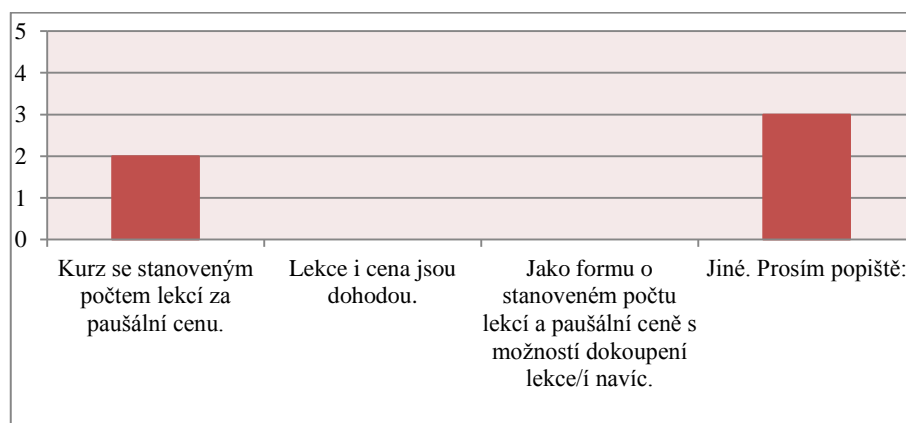 5
4
3
2
1
0
Kurz se stanoveným
počtem lekcí za
paušální cenu.
Lekce i cena jsou
dohodou.
Jako formu o
stanoveném počtu
lekcí a paušální ceně s
možností dokoupení
lekce/í navíc.
Jiné. Prosím popiště: